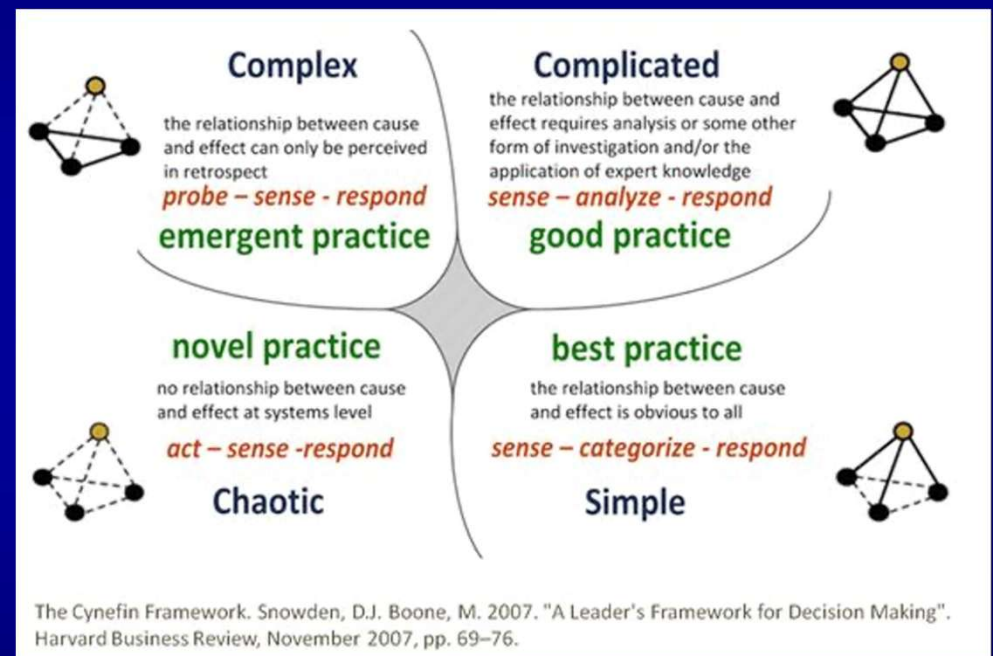 Complex
the relationship between cause
and effect can only be perceived
in retrospect
probe – sense - respond
emergent practice
Complicated
the relationship between cause and
effect requires analysis or some other
form of investigation and/or the
application of expert knowledge
sense – analyze - respond
good practice
novel practice
no relationship between cause
and effect at systems level
act – sense -respond
Chaotic
best practice
the relationship between cause
and effect is obvious to all
sense – categorize - respond
Simple
The Cynefin Framework. Snowden, D.J. Boone, M. 2007. "A Leader's Framework for Decision Making".
Harvard Business Review, November 2007, pp. 69–76.